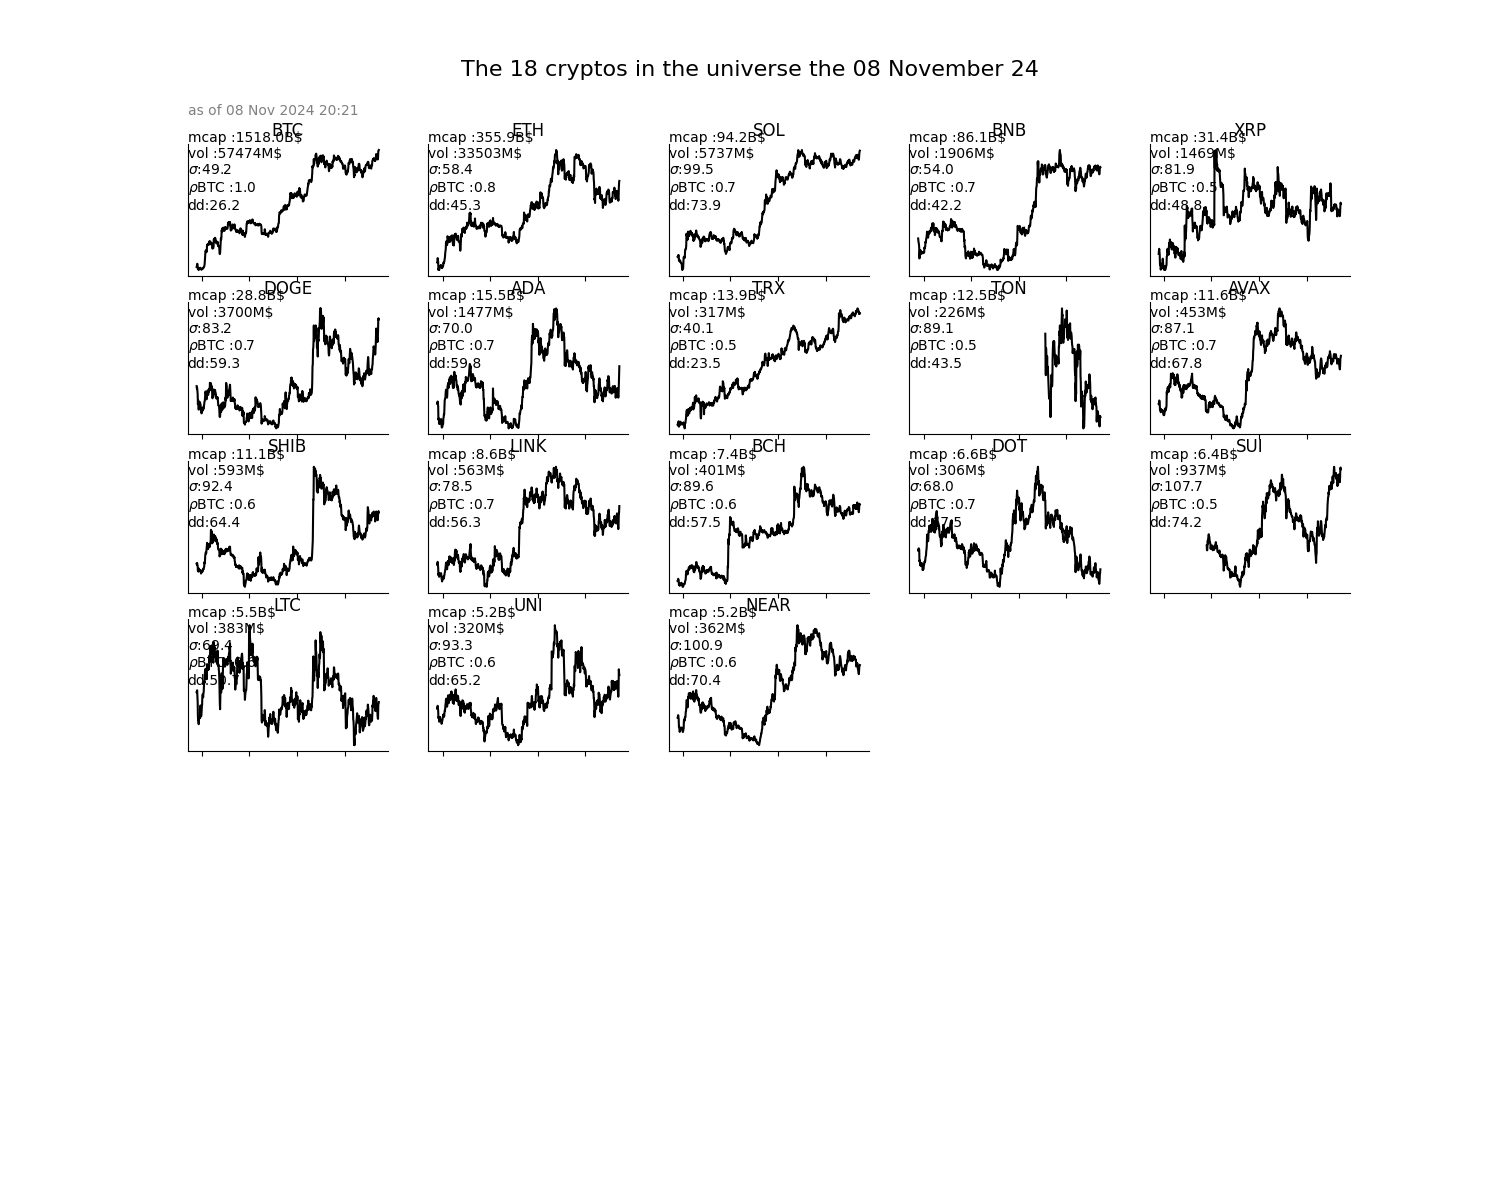 The 18 cryptos in the universe the 08 November 24
as of 08 Nov 2024 20:21
BTC
mcap :1518.0B$
vol :57474M$
σ:49.2
ρBTC :1.0
dd:26.2
ETH
mcap :355.9B$
vol :33503M$
σ:58.4
ρBTC :0.8
dd:45.3
SOL
mcap :94.2B$
vol :5737M$
σ:99.5
ρBTC :0.7
dd:73.9
BNB
mcap :86.1B$
vol :1906M$
σ:54.0
ρBTC :0.7
dd:42.2
XRP
mcap :31.4B$
vol :1469M$
σ:81.9
ρBTC :0.5
dd:48.8
DOGE
mcap :28.8B$
vol :3700M$
σ:83.2
ρBTC :0.7
dd:59.3
ADA
mcap :15.5B$
vol :1477M$
σ:70.0
ρBTC :0.7
dd:59.8
TRX
mcap :13.9B$
vol :317M$
σ:40.1
ρBTC :0.5
dd:23.5
TON
mcap :12.5B$
vol :226M$
σ:89.1
ρBTC :0.5
dd:43.5
AVAX
mcap :11.6B$
vol :453M$
σ:87.1
ρBTC :0.7
dd:67.8
SHIB
mcap :11.1B$
vol :593M$
σ:92.4
ρBTC :0.6
dd:64.4
LINK
mcap :8.6B$
vol :563M$
σ:78.5
ρBTC :0.7
dd:56.3
BCH
mcap :7.4B$
vol :401M$
σ:89.6
ρBTC :0.6
dd:57.5
DOT
mcap :6.6B$
vol :306M$
σ:68.0
ρBTC :0.7
SUI
mcap :6.4B$
vol :937M$
σ:107.7
ρBTC :0.5
dd:74.2
LTC
mcap :5.5B$
vol :383M$
σ:69.4
ρBTC
UNI
mcap :5.2B$
vol :320M$
σ:93.3
ρBTC :0.6
dd:65.2
NEAR
mcap :5.2B$
vol :362M$
σ:100.9
ρBTC :0.6
dd:70.4